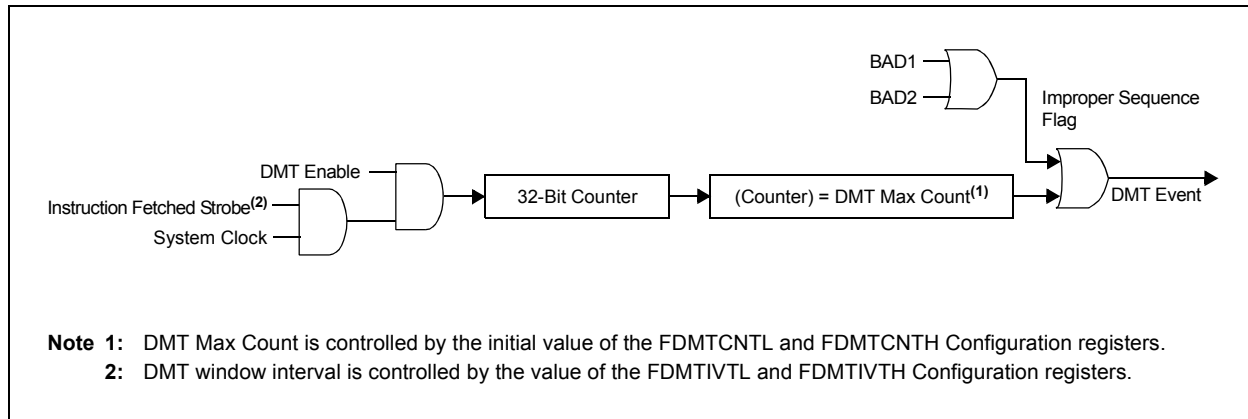 BAD1
BAD2
Improper Sequence
Flag
DMT Enable
Instruction Fetched Strobe(2)
System Clock
32-Bit Counter
(Counter) = DMT Max Count(1)
DMT Event
Note 1: DMT Max Count is controlled by the initial value of the FDMTCNTL and FDMTCNTH Configuration registers.
2: DMT window interval is controlled by the value of the FDMTIVTL and FDMTIVTH Configuration registers.